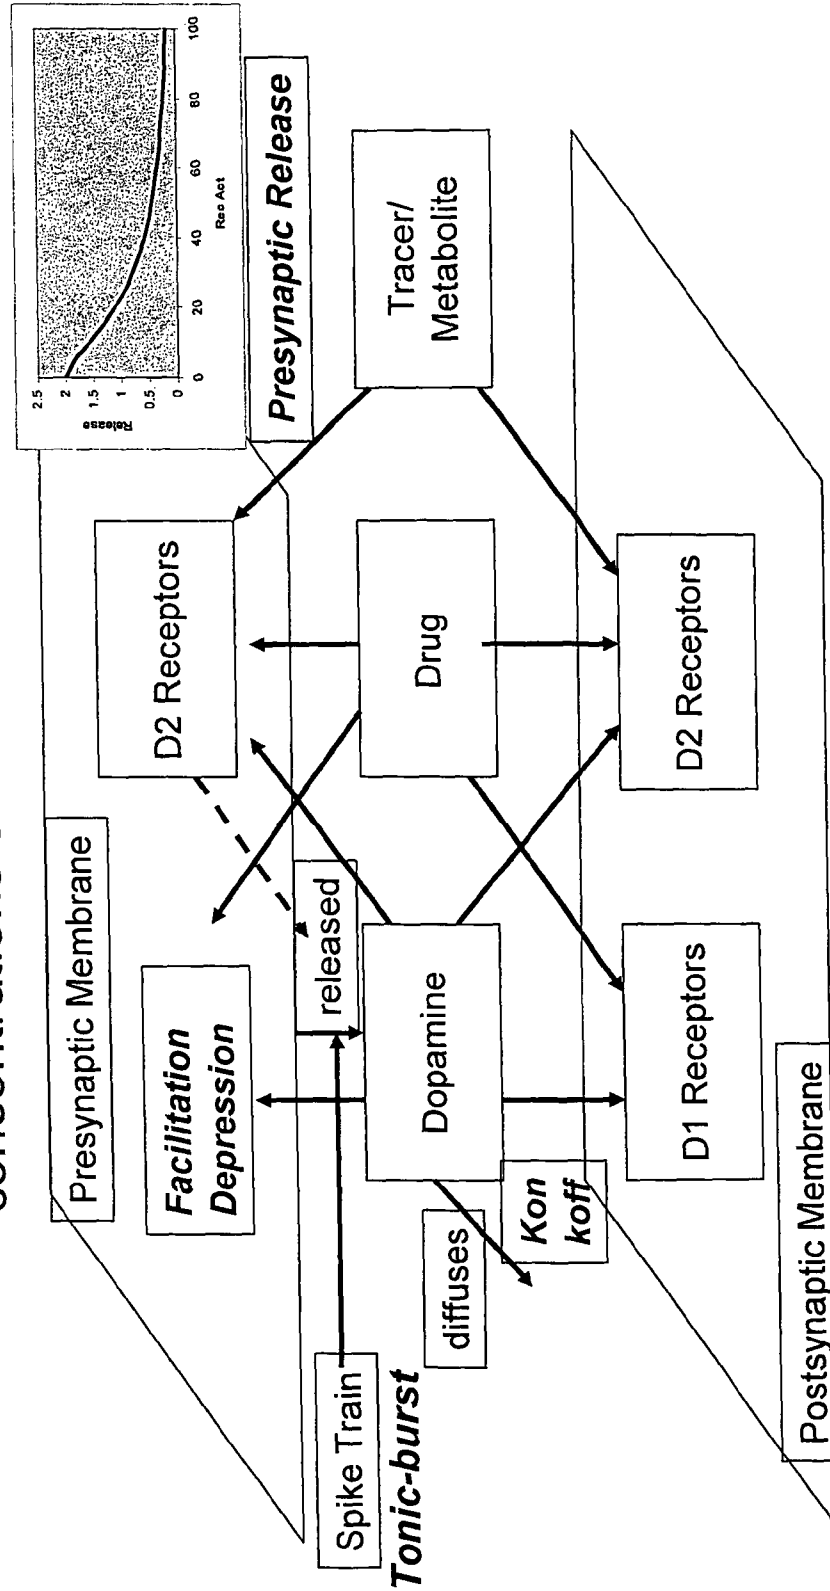 Presynaptic Membrane
Facilitation
Depression
D2 Receptors
2.5
2
1.5
1
0.5
0
Release
0
20
40
60
80
100
Rec Act
Presynaptic Release
released
Spike Train
Tonic-burst
Dopamine
Drug
Tracer/
Metabolite
diffuses
Kon
koff
D1 Receptors
D2 Receptors
Postsynaptic Membrane